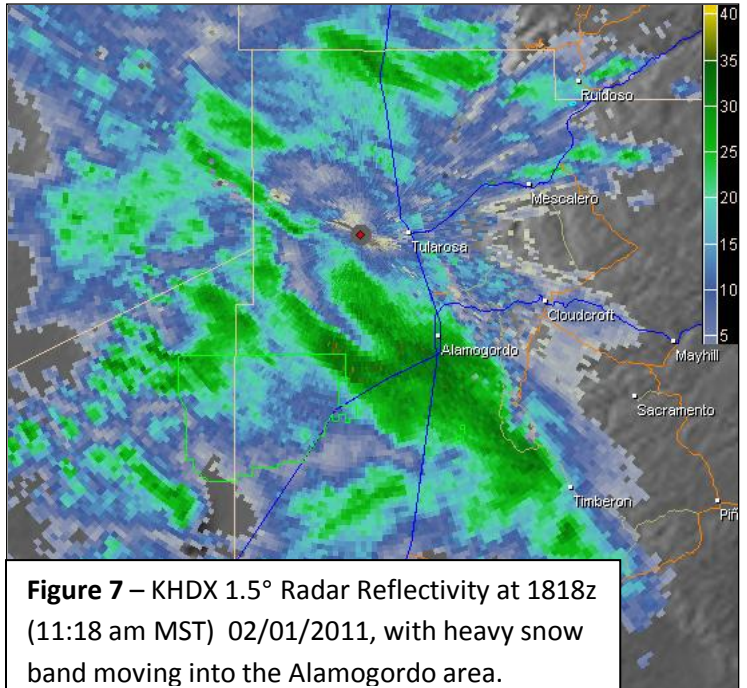 40
35
30
25
20
15
10
5
Ruidoso
Mescalero
Tularosa
Cloudcroft
Alamogordo
Mayhill
Sacramento
Timberon
Piñ
Figure 7 – KHDX 1.5° Radar Reflectivity at 1818z
(11:18 am MST) 02/01/2011, with heavy snow
band moving into the Alamogordo area.